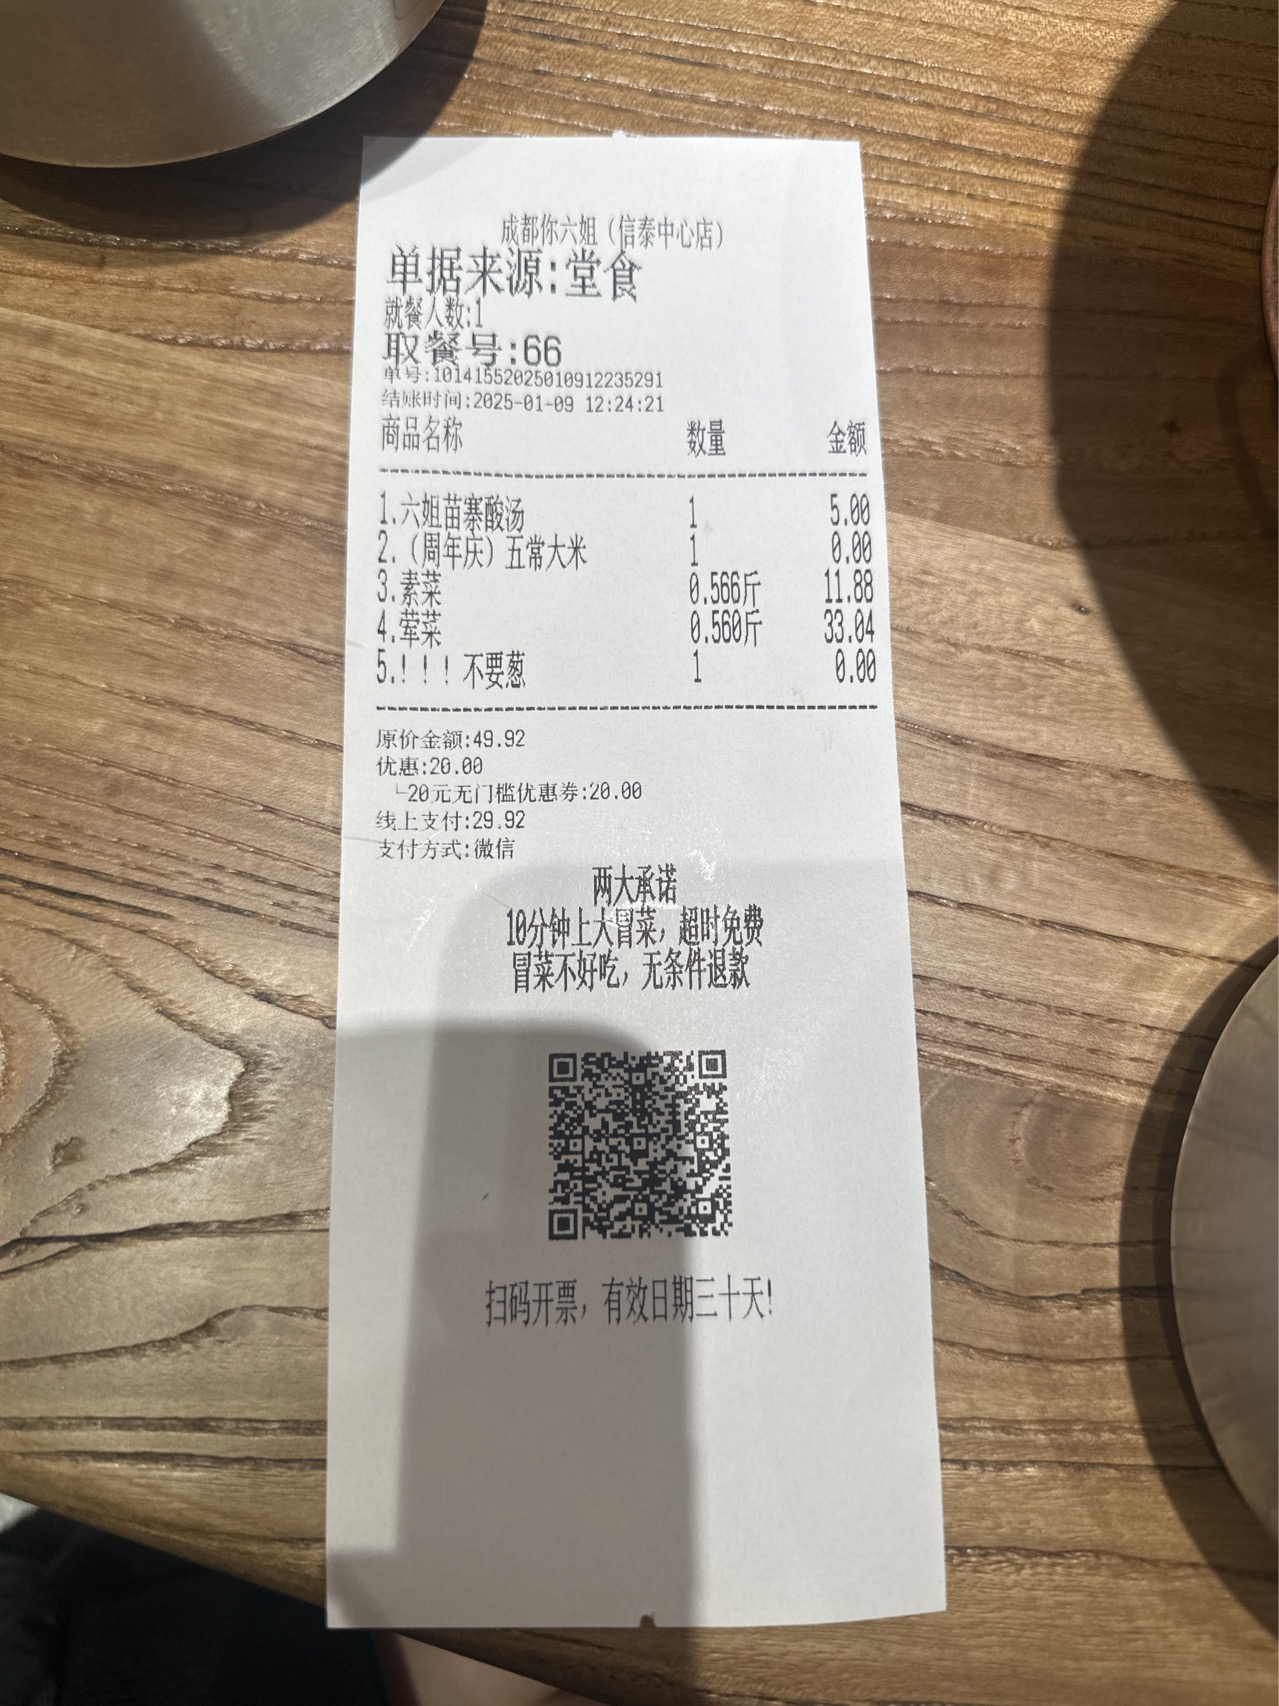 成都你六姐（信泰中心店）
单据来源:堂食
就餐人数:1
取餐号:66
单号:10141552025010912235291
结账时间:2025-01-09 12:24:21
商品名称 数量 金额
1.六姐苗寨酸汤 1 5.00
2.（周年庆）五常大米 1 0.00
3.素菜 0.566斤 11.88
4.荤菜 0.560斤 33.04
5.！！！不要葱 1 0.00
原价金额:49.92
优惠:20.00
└20元无门槛优惠券:20.00
线上支付:29.92
支付方式:微信
两大承诺
10分钟上大冒菜，超时免费
冒菜不好吃，无条件退款
扫码开票，有效日期三十天!